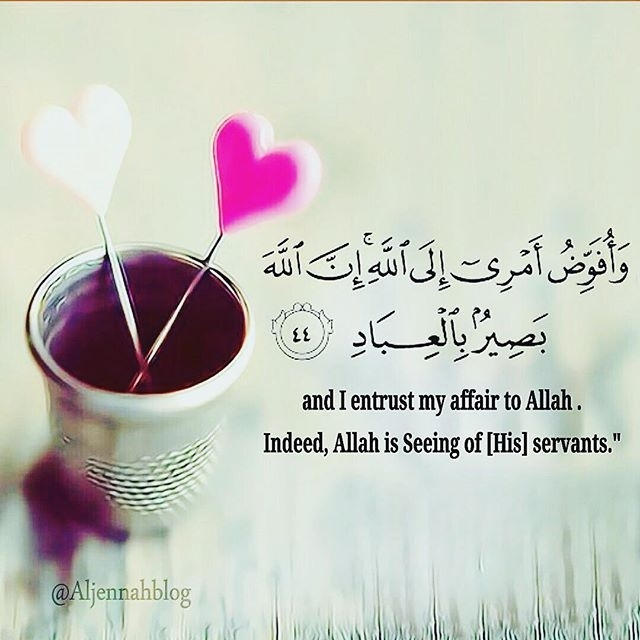 وَأُفَوِّضُ أَمْرِىٓ إِلَى ٱللَّهِ ۚ إِنَّ ٱللَّهَ
بَصِيرٌۢ بِٱلْعِبَادِ ٤٤
and I entrust my affair to Allah .
Indeed, Allah is Seeing of [His] servants."
@Aljennahblog